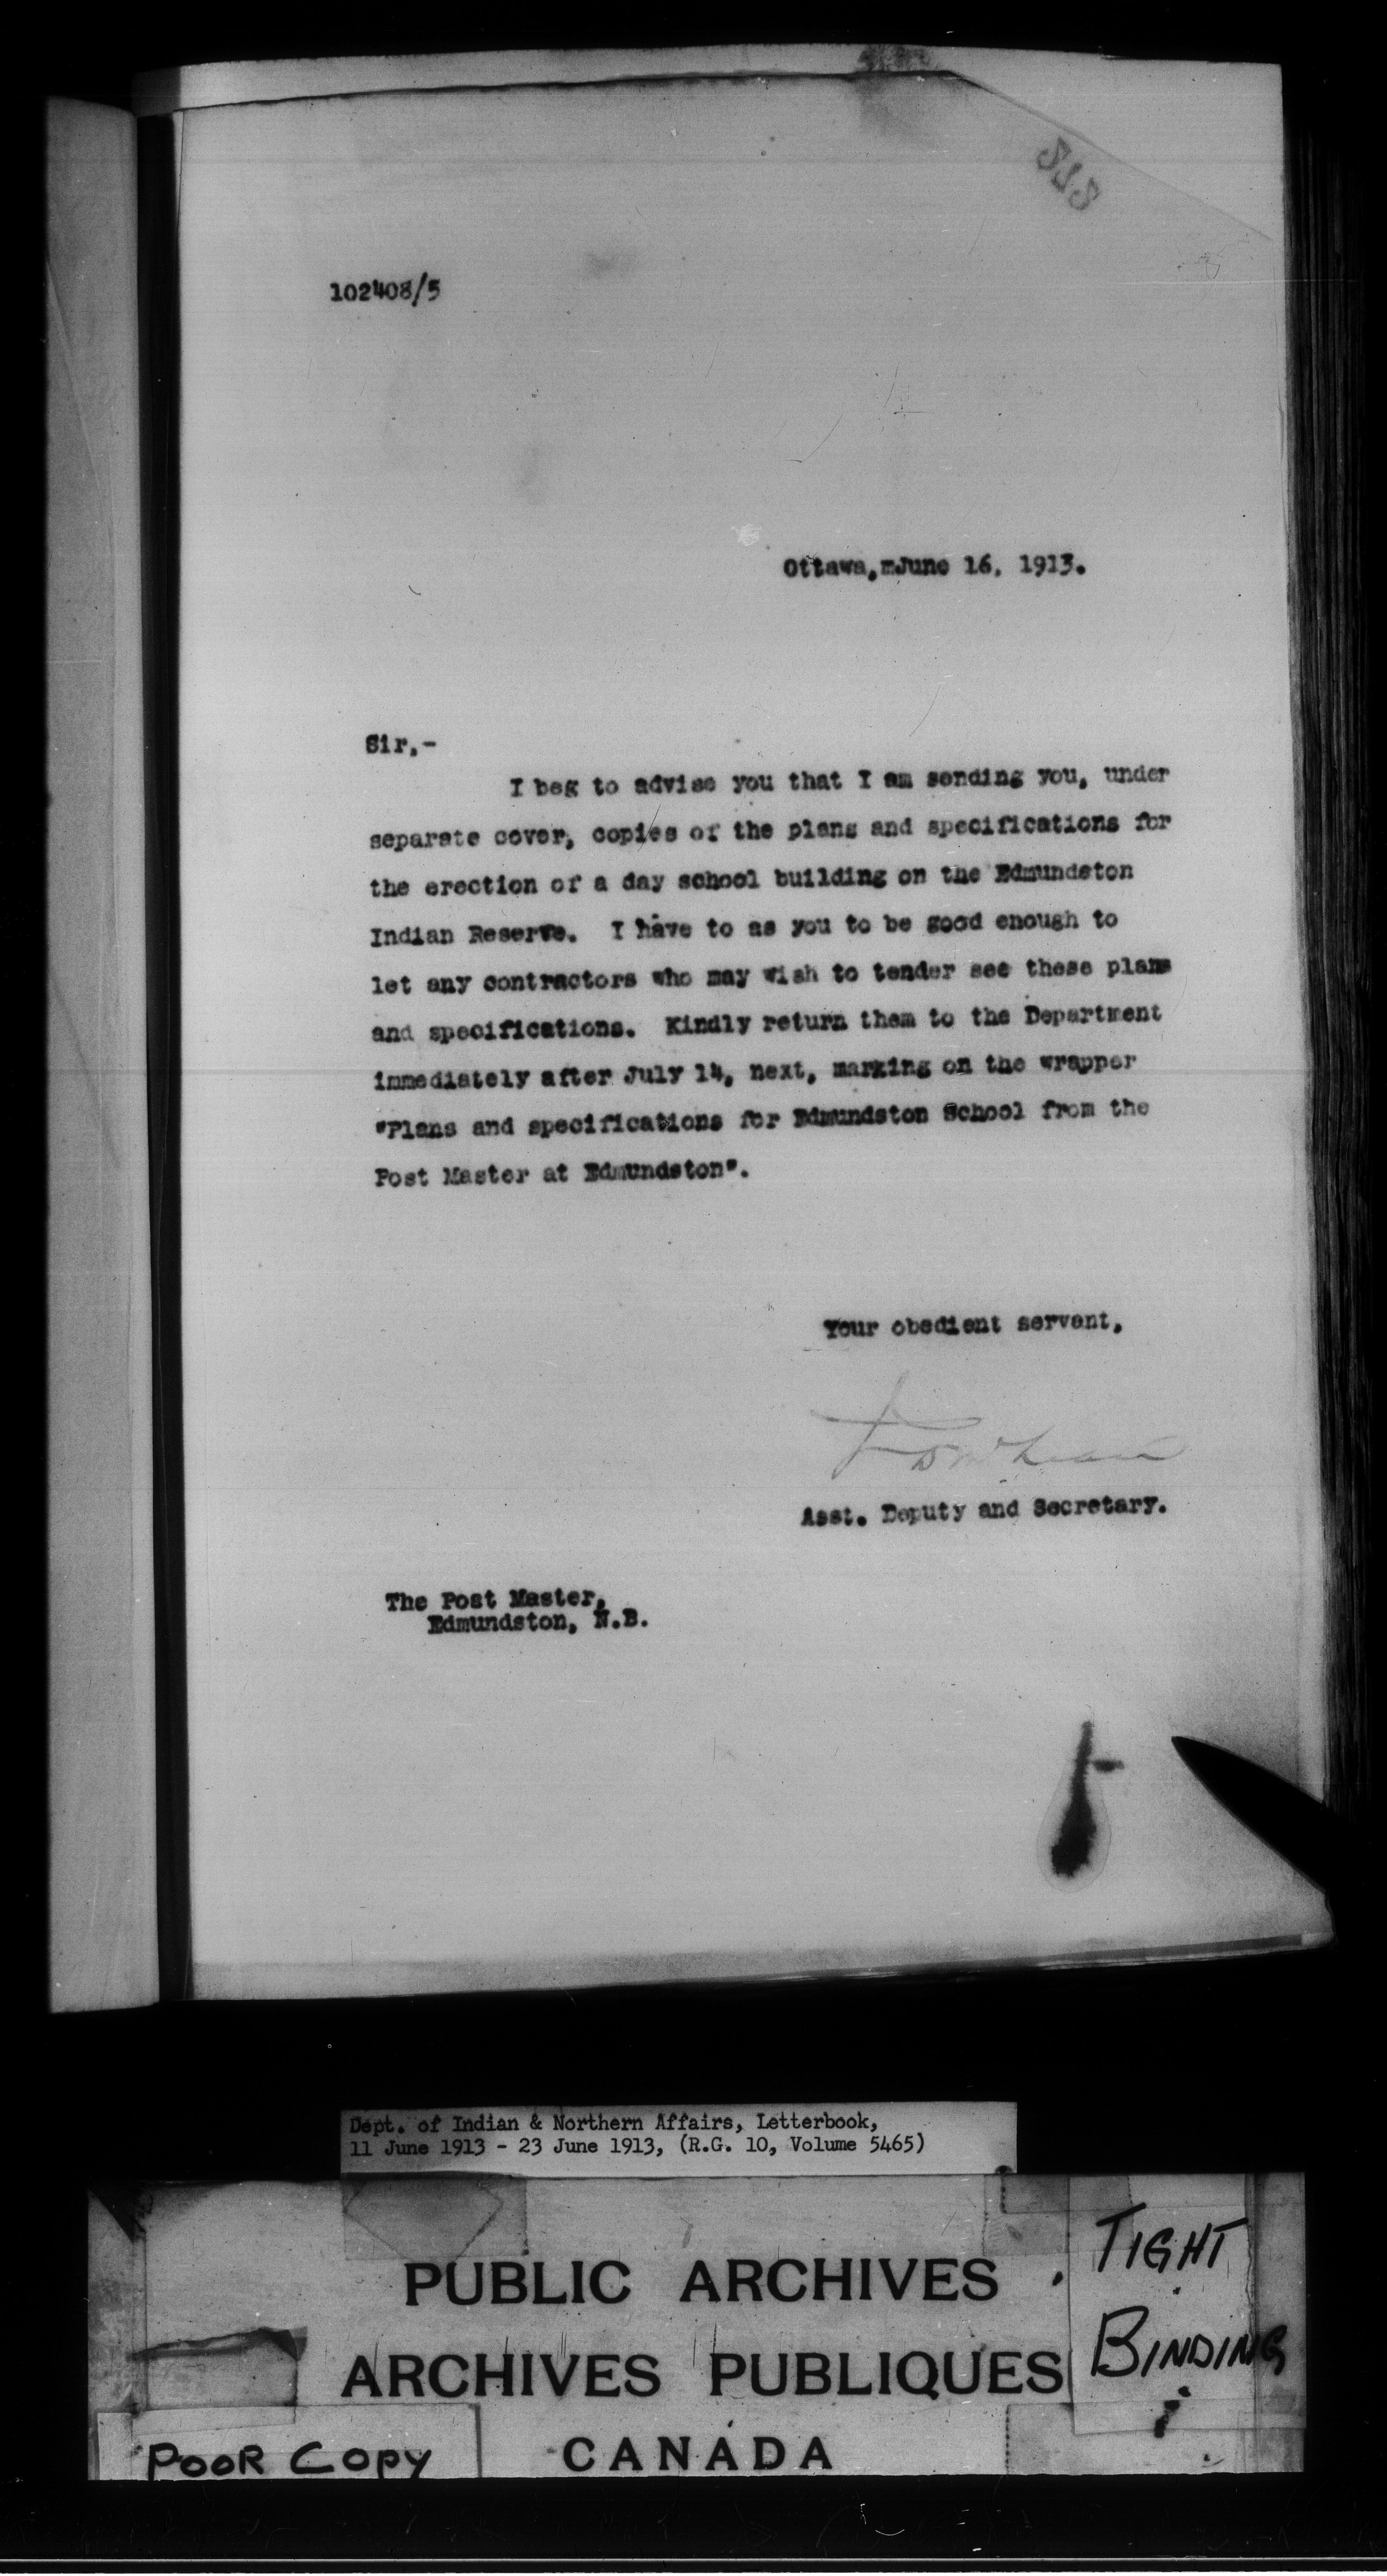 102408/5
Ottawa,mJune 16, 1913.
Sir,-
I beg to advise you that I am sending you, under
separate cover, copies of the plans and specifications for
the erection of a day school building on the Edmundston
Indian Reserve. I have to as you to be good enough to
let any contractors who may wish to tender see these plans
and specifications. Kindly return them to the Department
immediately after July 14, next, marking on the wrapper
"Plans and specifications for Edmundston School from the
Post Master at Edmundston".
Your obedient servant,
Asst. Deputy and Secretary.
The Post Master,
Edmundston, N.B.
Dept. of Indian & Northern Affairs, Letterbook,
11 June 1913 - 23 June 1913, (R.G. 10, Volume 5465)
PUBLIC ARCHIVES
ARCHIVES PUBLIQUES
CANADA
TIGHT
BINDING
POOR COPY